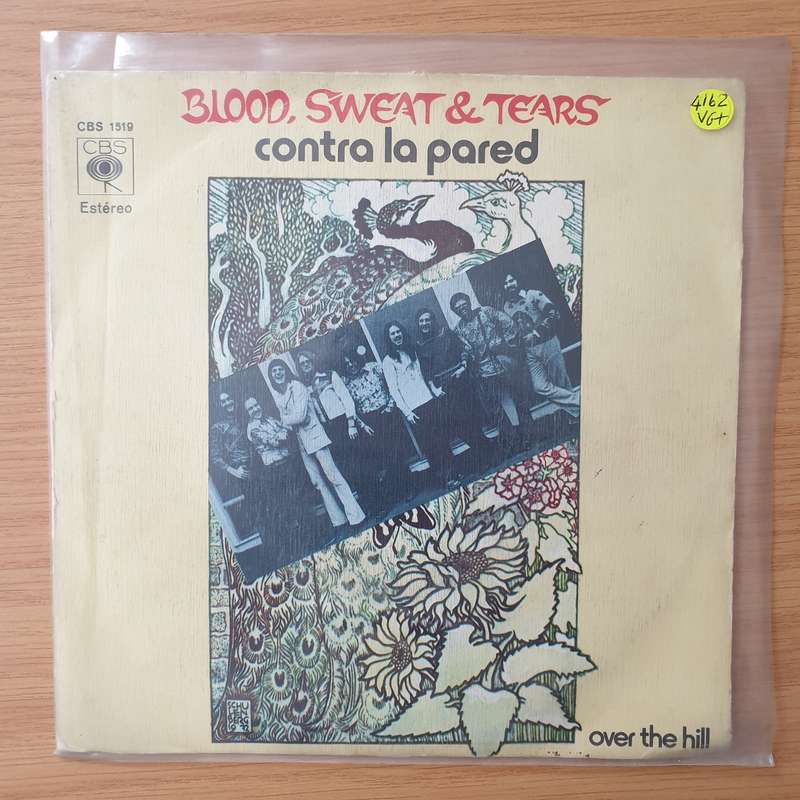 BLOOD, SWEAT & TEARS
contra la pared
CBS 1519
CBS
Estéreo
4162
VG+
over the hill